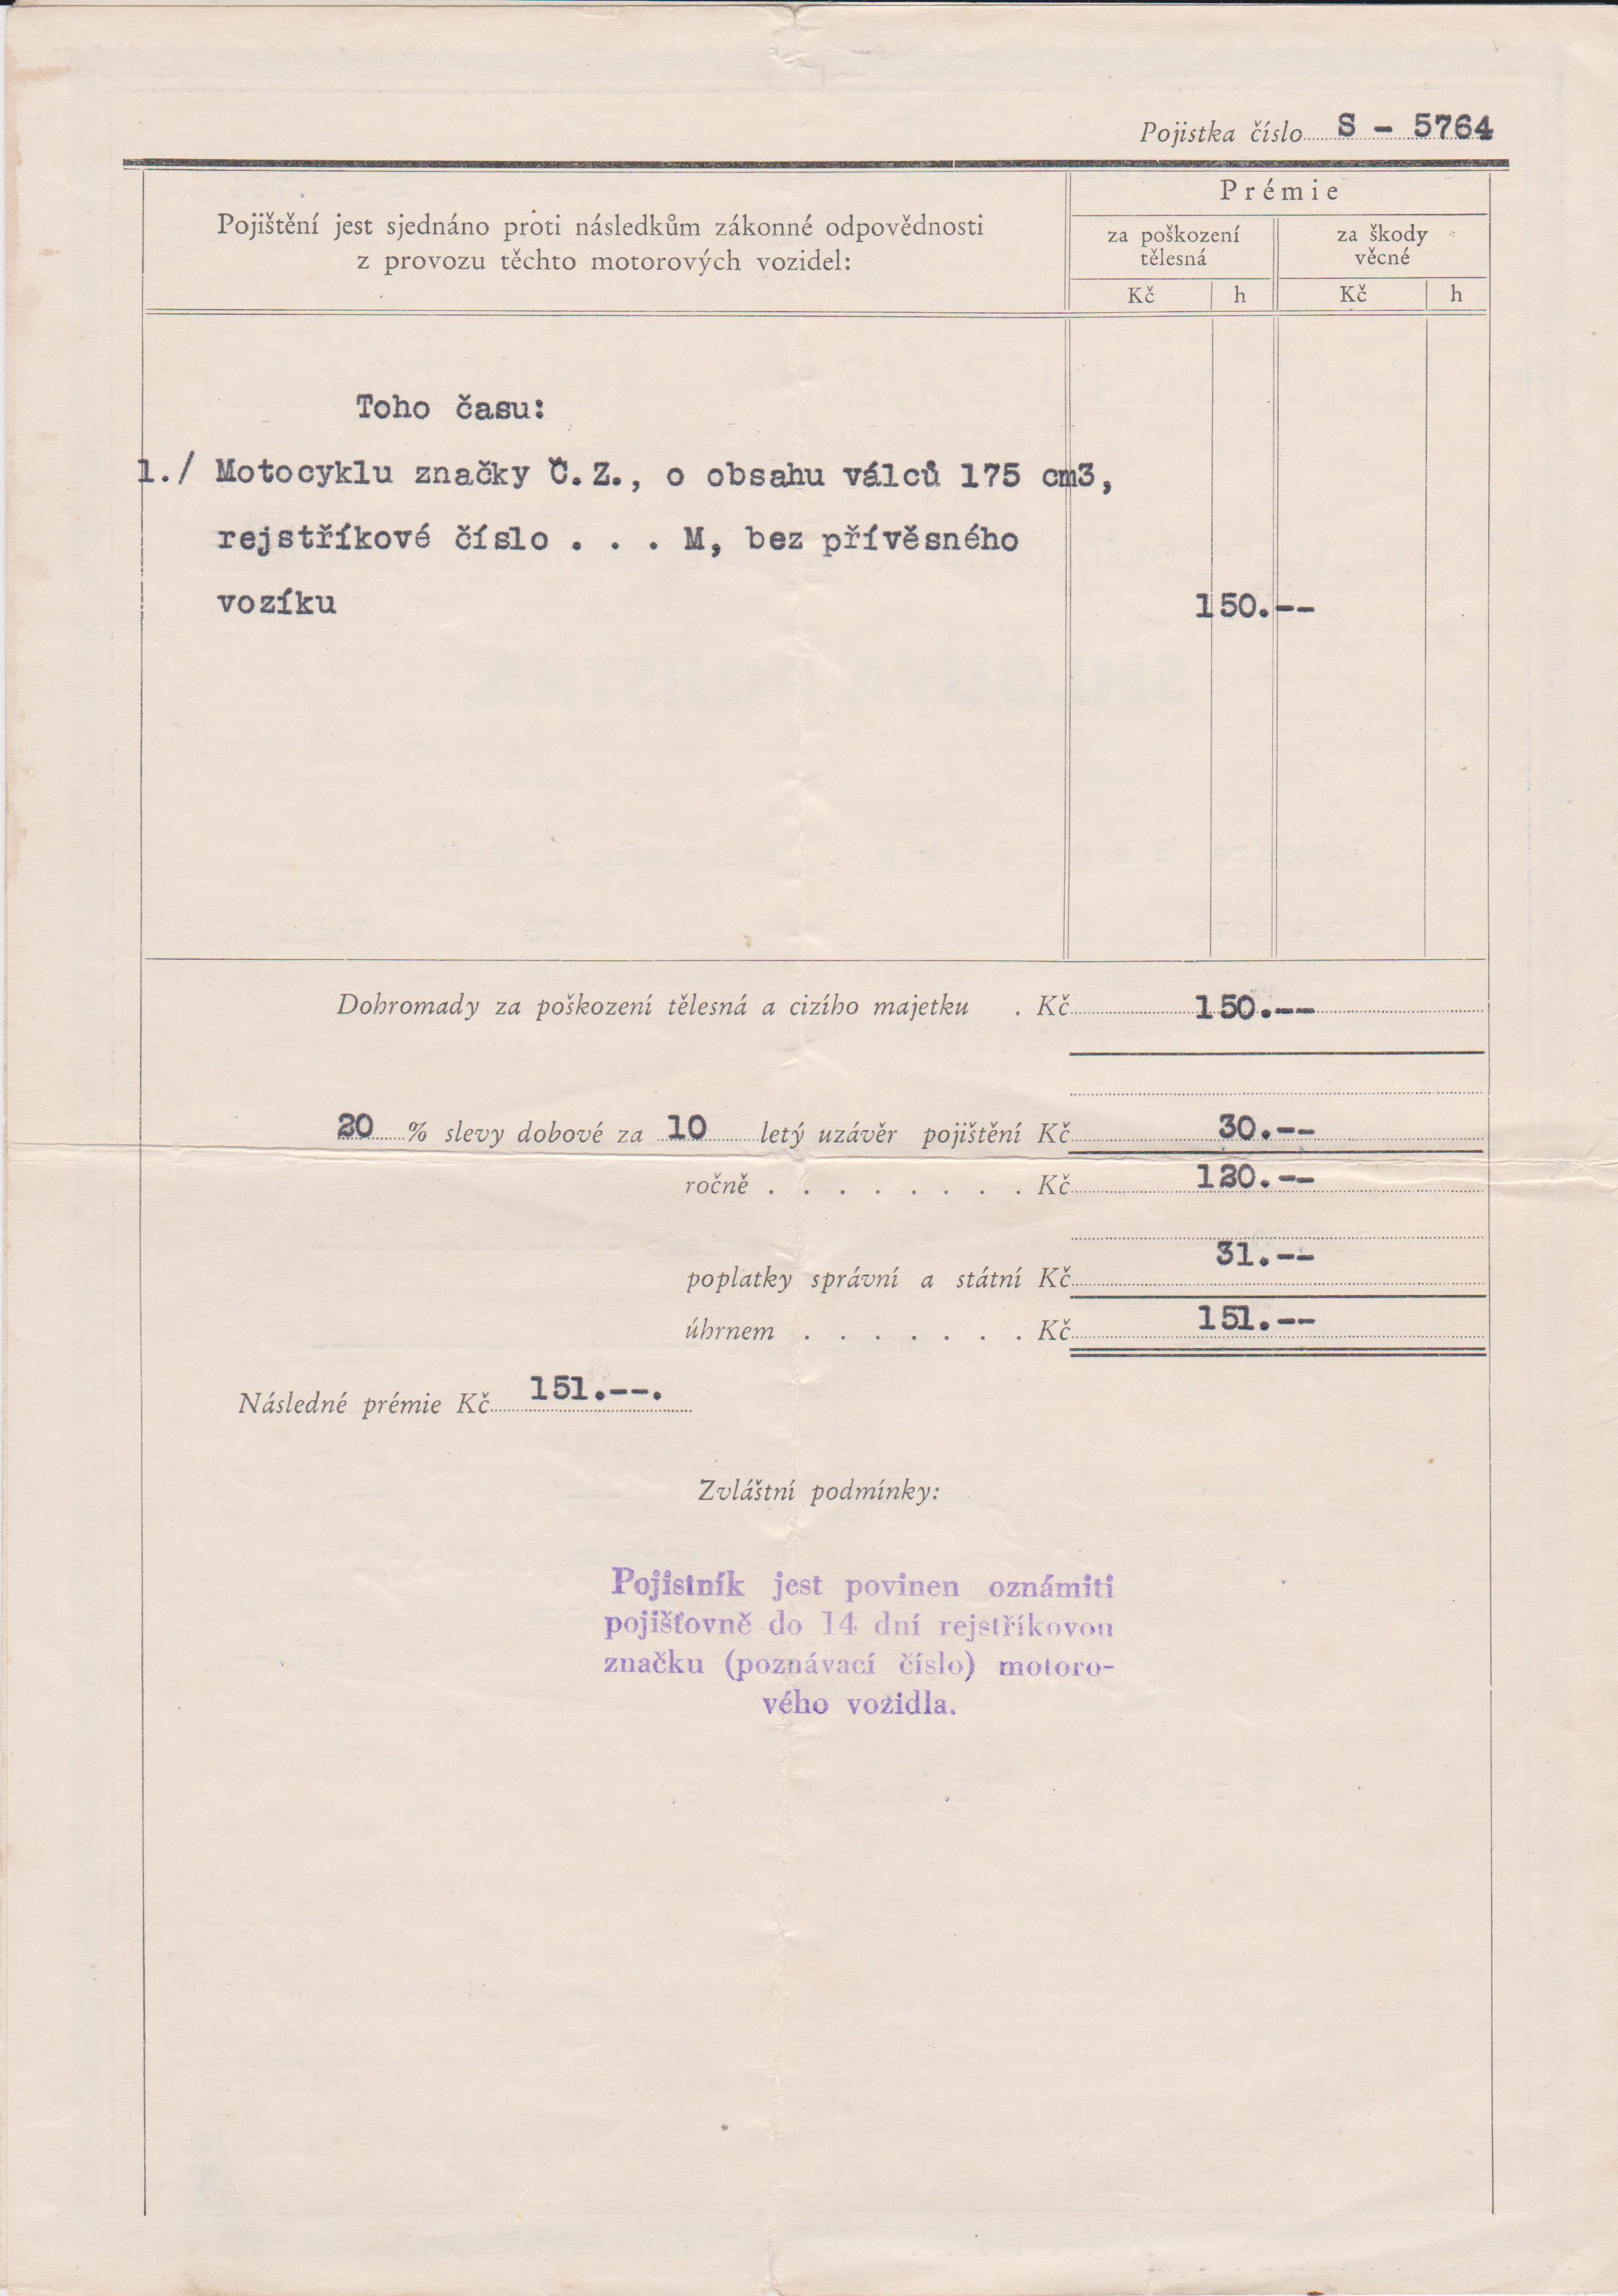 Pojistka číslo S - 5764
Pojištění jest sjednáno proti následkům zákonné odpovědnosti
z provozu těchto motorových vozidel:
Prémie
za poškození
tělesná
za škody
věcné
Kč h Kč h
Toho času:
1./ Motocyklu značky Č.Z., o obsahu válců 175 cm3,
rejstříkové číslo . . . M, bez přívěsného
vozíku 150.--
Dohromady za poškození tělesná a cizího majetku . Kč 150.--
20 % slevy dobové za 10 letý uzávěr pojištění Kč 30.--
ročně . . . . . . . . Kč 120.--
poplatky správní a státní Kč 31.--
úhrnem . . . . . . . Kč 151.--
Následné prémie Kč 151.--.
Zvláštní podmínky:
Pojistník jest povinen oznámiti
pojišťovně do 14 dní rejstříkovou
značku (poznávací číslo) motoro-
vého vozidla.